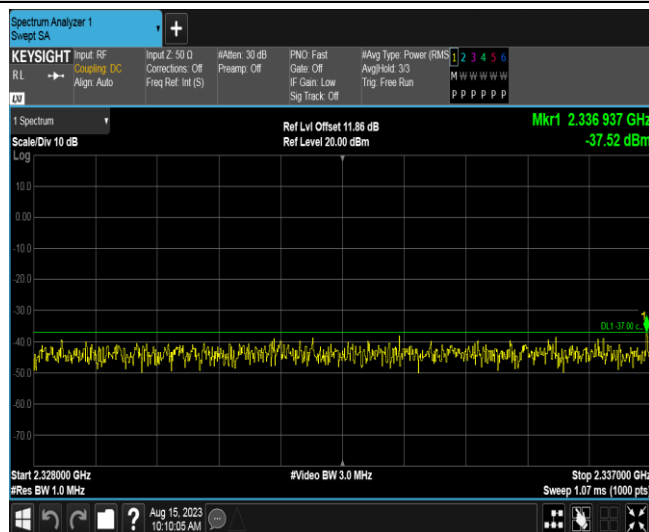 Spectrum Analyzer 1
Swept SA
+
KEYSIGHT
RL
LXI
Input: RF
Coupling: DC
Align: Auto
Input Z: 50 Ω
Corrections: Off
Freq Ref: Int (S)
#Atten: 30 dB
Preamp: Off
PNO: Fast
Gate: Off
IF Gain: Low
Sig Track: Off
#Avg Type: Power (RMS
Avg|Hold: 3/3
Trig: Free Run
1 2 3 4 5 6
M W W W W W
P P P P P P
1 Spectrum
Scale/Div 10 dB
Log
Ref Lvl Offset 11.86 dB
Ref Level 20.00 dBm
Mkr1 2.336 937 GHz
-37.52 dBm
10.0
0.00
-10.0
-20.0
-30.0
DL1 -37.00
-40.0
-50.0
-60.0
-70.0
Start 2.328000 GHz
#Res BW 1.0 MHz
#Video BW 3.0 MHz
Stop 2.337000 GHz
Sweep 1.07 ms (1000 pts)
?
Aug 15, 2023
10:10:05 AM